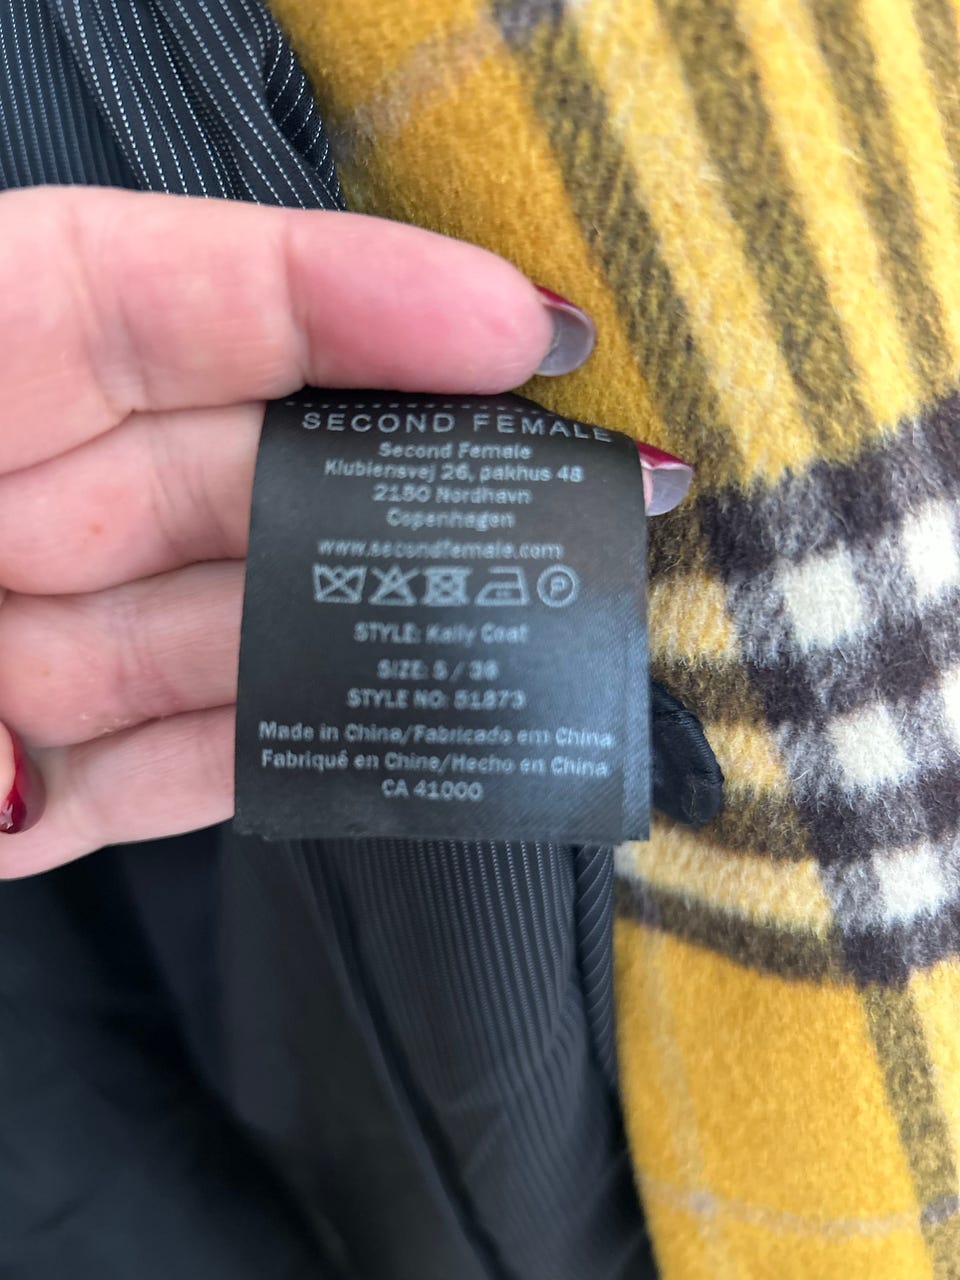 SECOND FEMALE
Second Female
Klubiensvej 26, pakhus 48
2150 Nordhavn
Copenhagen
www.secondfemale.com
P
STYLE: Kally Coat
SIZE: S / 36
STYLE NO: 51873
Made in China/Fabricado em China
Fabriqué en Chine/Hecho en China
CA 41000